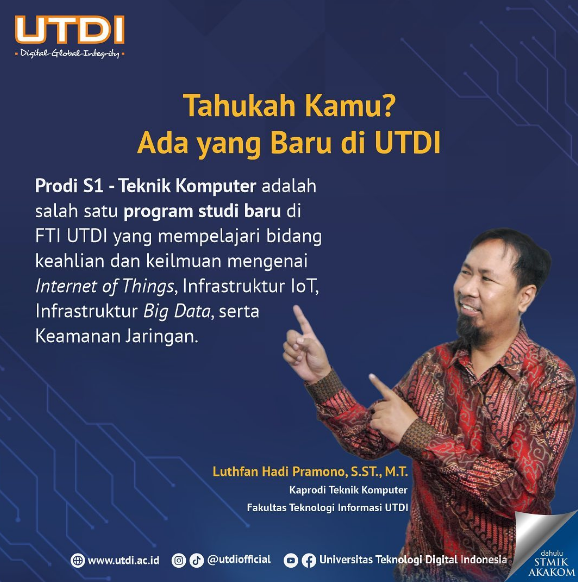 UTDI
Digital-Global-Integrity
Tahukah Kamu?
Ada yang Baru di UTDI
Prodi S1 - Teknik Komputer adalah
salah satu program studi baru di
FTI UTDI yang mempelajari bidang
keahlian dan keilmuan mengenai
Internet of Things, Infrastruktur IoT,
Infrastruktur Big Data, serta
Keamanan Jaringan.
Luthfan Hadi Pramono, S.ST., M.T.
Kaprodi Teknik Komputer
Fakultas Teknologi Informasi UTDI
www.utdi.ac.id @utdiofficial Universitas Teknologi Digital Indonesia
dahulu
STMIK
AKAKOM